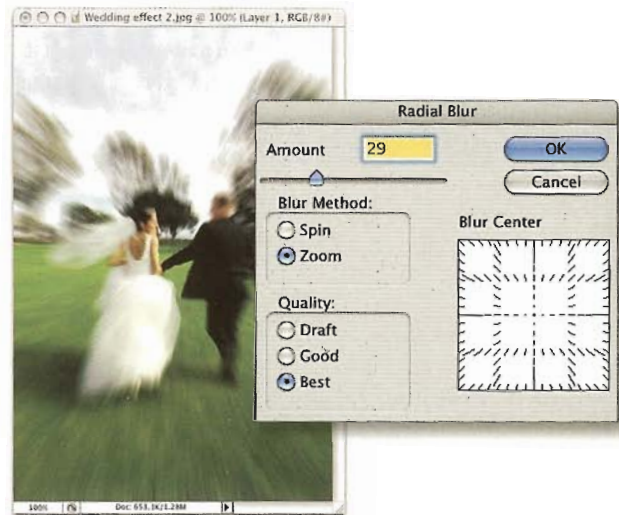 Wedding effect 2.jpg @ 100% (Layer 1, RGB/8#)
Radial Blur
Amount 29
OK
Cancel
Blur Method:
Spin
Zoom
Blur Center
Quality:
Draft
Good
Best
100%
Doc: 653.1K/1.28M